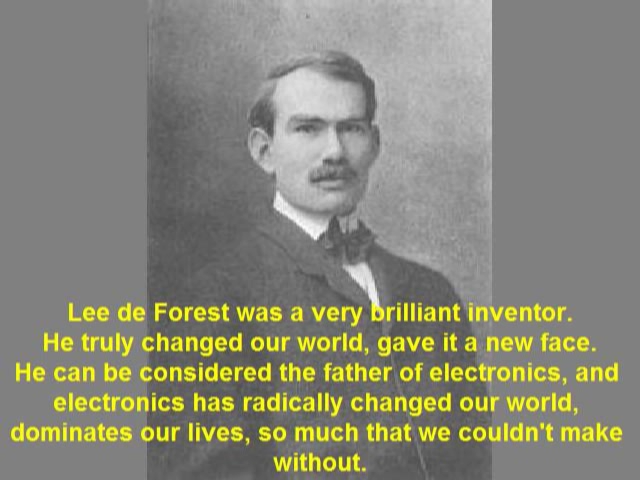 Lee de Forest was a very brilliant inventor.
He truly changed our world, gave it a new face.
He can be considered the father of electronics, and
electronics has radically changed our world,
dominates our lives, so much that we couldn't make
without.